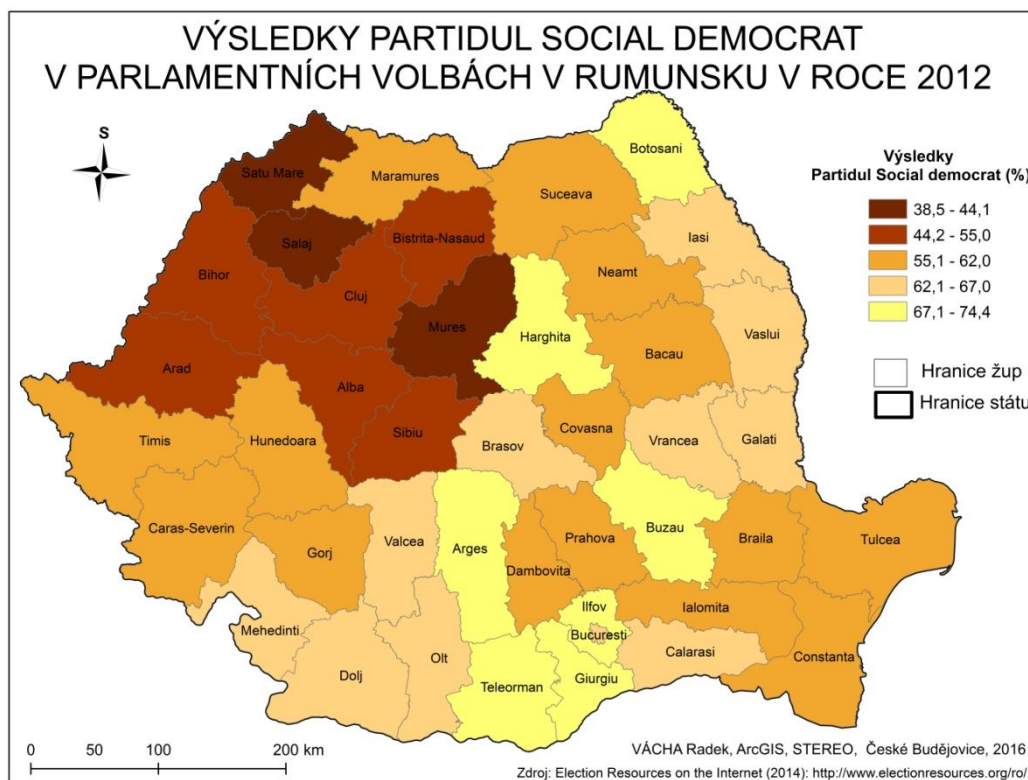 VÝSLEDKY PARTIDUL SOCIAL DEMOCRAT
V PARLAMENTNÍCH VOLBÁCH V RUMUNSKU V ROCE 2012
S
Výsledky
Partidul Social democrat (%)
38,5 - 44,1
44,2 - 55,0
55,1 - 62,0
62,1 - 67,0
67,1 - 74,4
Hranice žup
Hranice státu
Botosani
Satu Mare
Maramures
Suceava
Iasi
Salaj
Bistrita-Nasaud
Bihor
Neamt
Cluj
Mures
Harghita
Vaslui
Bacau
Arad
Alba
Sibiu
Covasna
Timis
Hunedoara
Brasov
Vrancea
Galati
Caras-Severin
Gorj
Valcea
Arges
Prahova
Buzau
Braila
Tulcea
Dambovita
Ilfov
Ialomita
Bucuresti
Mehedinti
Calarasi
Constanta
Dolj
Olt
Teleorman
Giurgiu
0 50 100 200 km
VÁCHA Radek, ArcGIS, STEREO, České Budějovice, 2016
Zdroj: Election Resources on the Internet (2014): http://www.electionresources.org/ro/